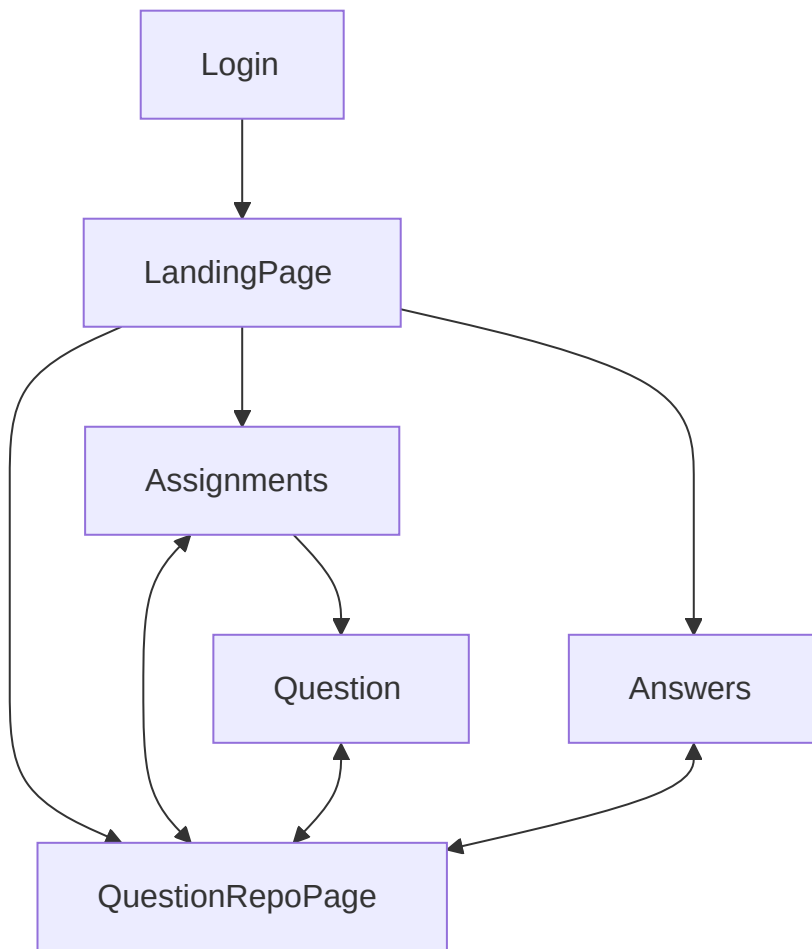 Login
LandingPage
Assignments
Question
Answers
QuestionRepoPage